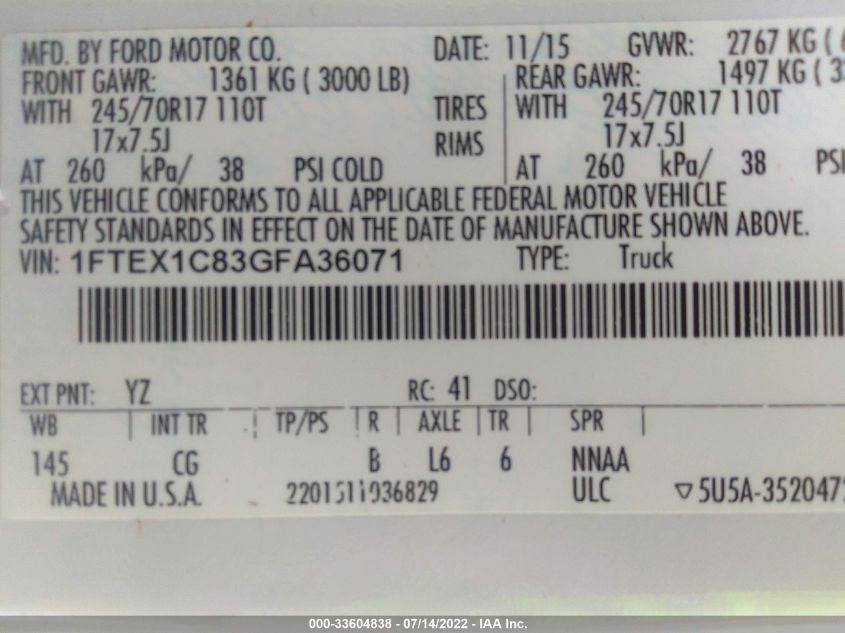 MFD. BY FORD MOTOR CO. DATE: 11/15 GVWR: 2767 KG (
FRONT GAWR: 1361 KG ( 3000 LB) REAR GAWR: 1497 KG (
WITH 245/70R17 110T TIRES WITH 245/70R17 110T
17x7.5J RIMS 17x7.5J
AT 260 kPa/ 38 PSI COLD AT 260 kPa/ 38 PSI
THIS VEHICLE CONFORMS TO ALL APPLICABLE FEDERAL MOTOR VEHICLE
SAFETY STANDARDS IN EFFECT ON THE DATE OF MANUFACTURE SHOWN ABOVE.
VIN: 1FTEX1C83GFA36071 TYPE: Truck
EXT PNT: YZ RC: 41 DSO:
WB INT TR TP/PS R AXLE TR SPR
145 CG B L6 6 NNAA
MADE IN U.S.A. 2201511036829 ULC ▽5U5A-352047
000-33604838 - 07/14/2022 - IAA Inc.